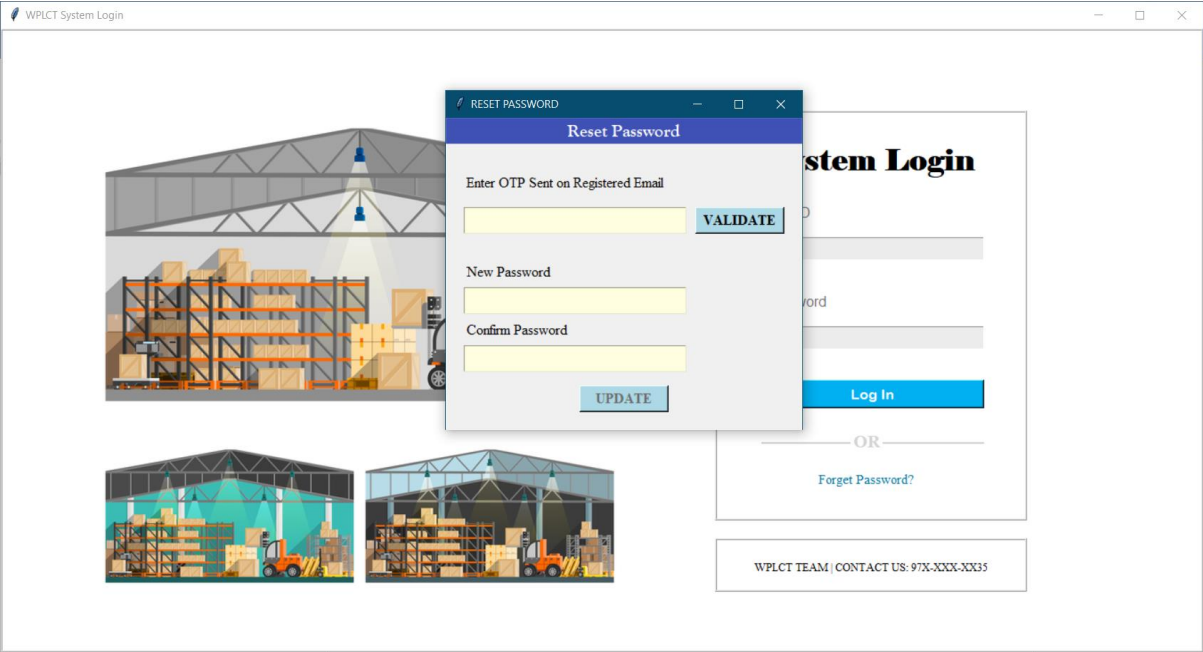 WPLCT System Login
RESET PASSWORD
Reset Password
Enter OTP Sent on Registered Email
VALIDATE
New Password
Confirm Password
UPDATE
Login
Log In
OR
Forget Password?
WPLCT TEAM | CONTACT US: 97X-XXX-XX35